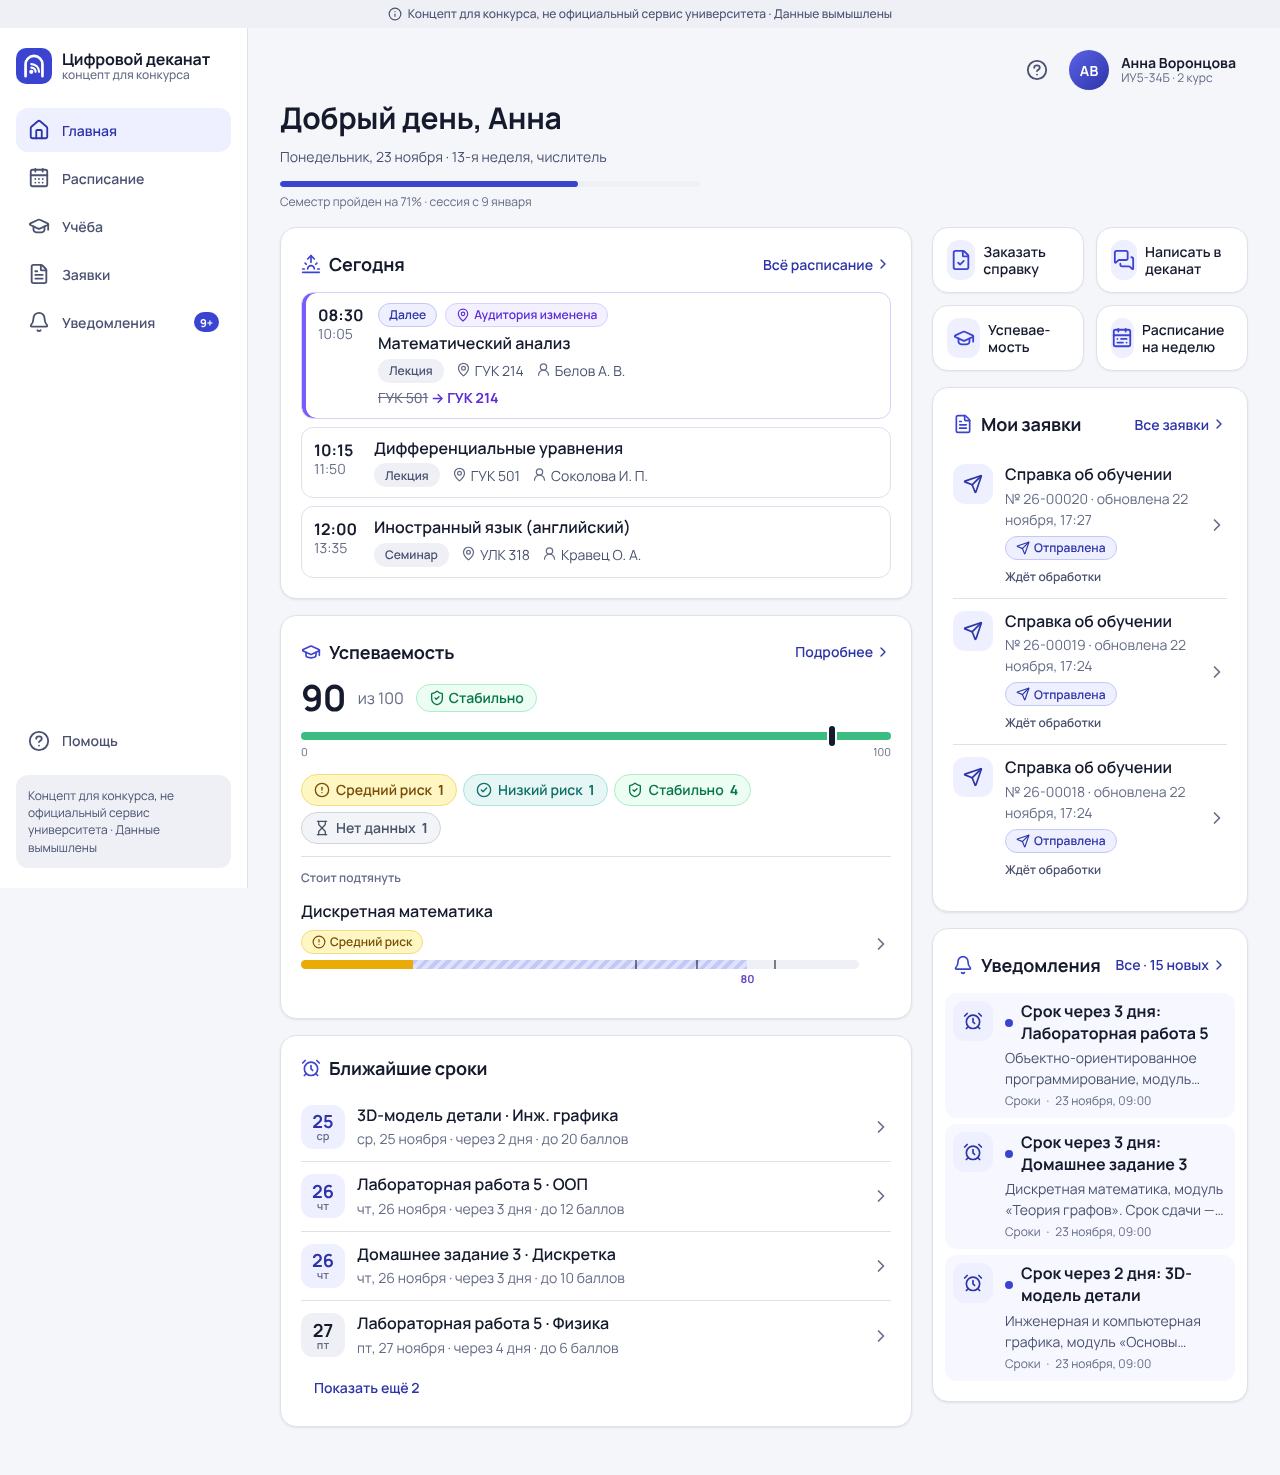 Концепт для конкурса, не официальный сервис университета · Данные вымышлены
Цифровой деканат
концепт для конкурса
Главная
Расписание
Учёба
Заявки
Уведомления
9+
Помощь
Концепт для конкурса, не
официальный сервис
университета · Данные
вымышлены
АВ
Анна Воронцова
ИУ5-34Б · 2 курс
Добрый день, Анна
Понедельник, 23 ноября · 13-я неделя, числитель
Семестр пройден на 71% · сессия с 9 января
Сегодня
Всё расписание
08:30
10:05
Далее
Аудитория изменена
Математический анализ
Лекция
ГУК 214
Белов А. В.
ГУК 501 → ГУК 214
10:15
11:50
Дифференциальные уравнения
Лекция
ГУК 501
Соколова И. П.
12:00
13:35
Иностранный язык (английский)
Семинар
УЛК 318
Кравец О. А.
Успеваемость
Подробнее
90 из 100
Стабильно
0
100
Средний риск 1
Низкий риск 1
Стабильно 4
Нет данных 1
Стоит подтянуть
Дискретная математика
Средний риск
80
Ближайшие сроки
25
ср
3D-модель детали · Инж. графика
ср, 25 ноября · через 2 дня · до 20 баллов
26
чт
Лабораторная работа 5 · ООП
чт, 26 ноября · через 3 дня · до 12 баллов
26
чт
Домашнее задание 3 · Дискретка
чт, 26 ноября · через 3 дня · до 10 баллов
27
пт
Лабораторная работа 5 · Физика
пт, 27 ноября · через 4 дня · до 6 баллов
Показать ещё 2
Заказать
справку
Написать в
деканат
Успевае-
мость
Расписание
на неделю
Мои заявки
Все заявки
Справка об обучении
№ 26-00020 · обновлена 22
ноября, 17:27
Отправлена
Ждёт обработки
Справка об обучении
№ 26-00019 · обновлена 22
ноября, 17:24
Отправлена
Ждёт обработки
Справка об обучении
№ 26-00018 · обновлена 22
ноября, 17:24
Отправлена
Ждёт обработки
Уведомления
Все · 15 новых
Срок через 3 дня:
Лабораторная работа 5
Объектно-ориентированное
программирование, модуль…
Сроки · 23 ноября, 09:00
Срок через 3 дня:
Домашнее задание 3
Дискретная математика, модуль
«Теория графов». Срок сдачи —…
Сроки · 23 ноября, 09:00
Срок через 2 дня: 3D-
модель детали
Инженерная и компьютерная
графика, модуль «Основы…
Сроки · 23 ноября, 09:00